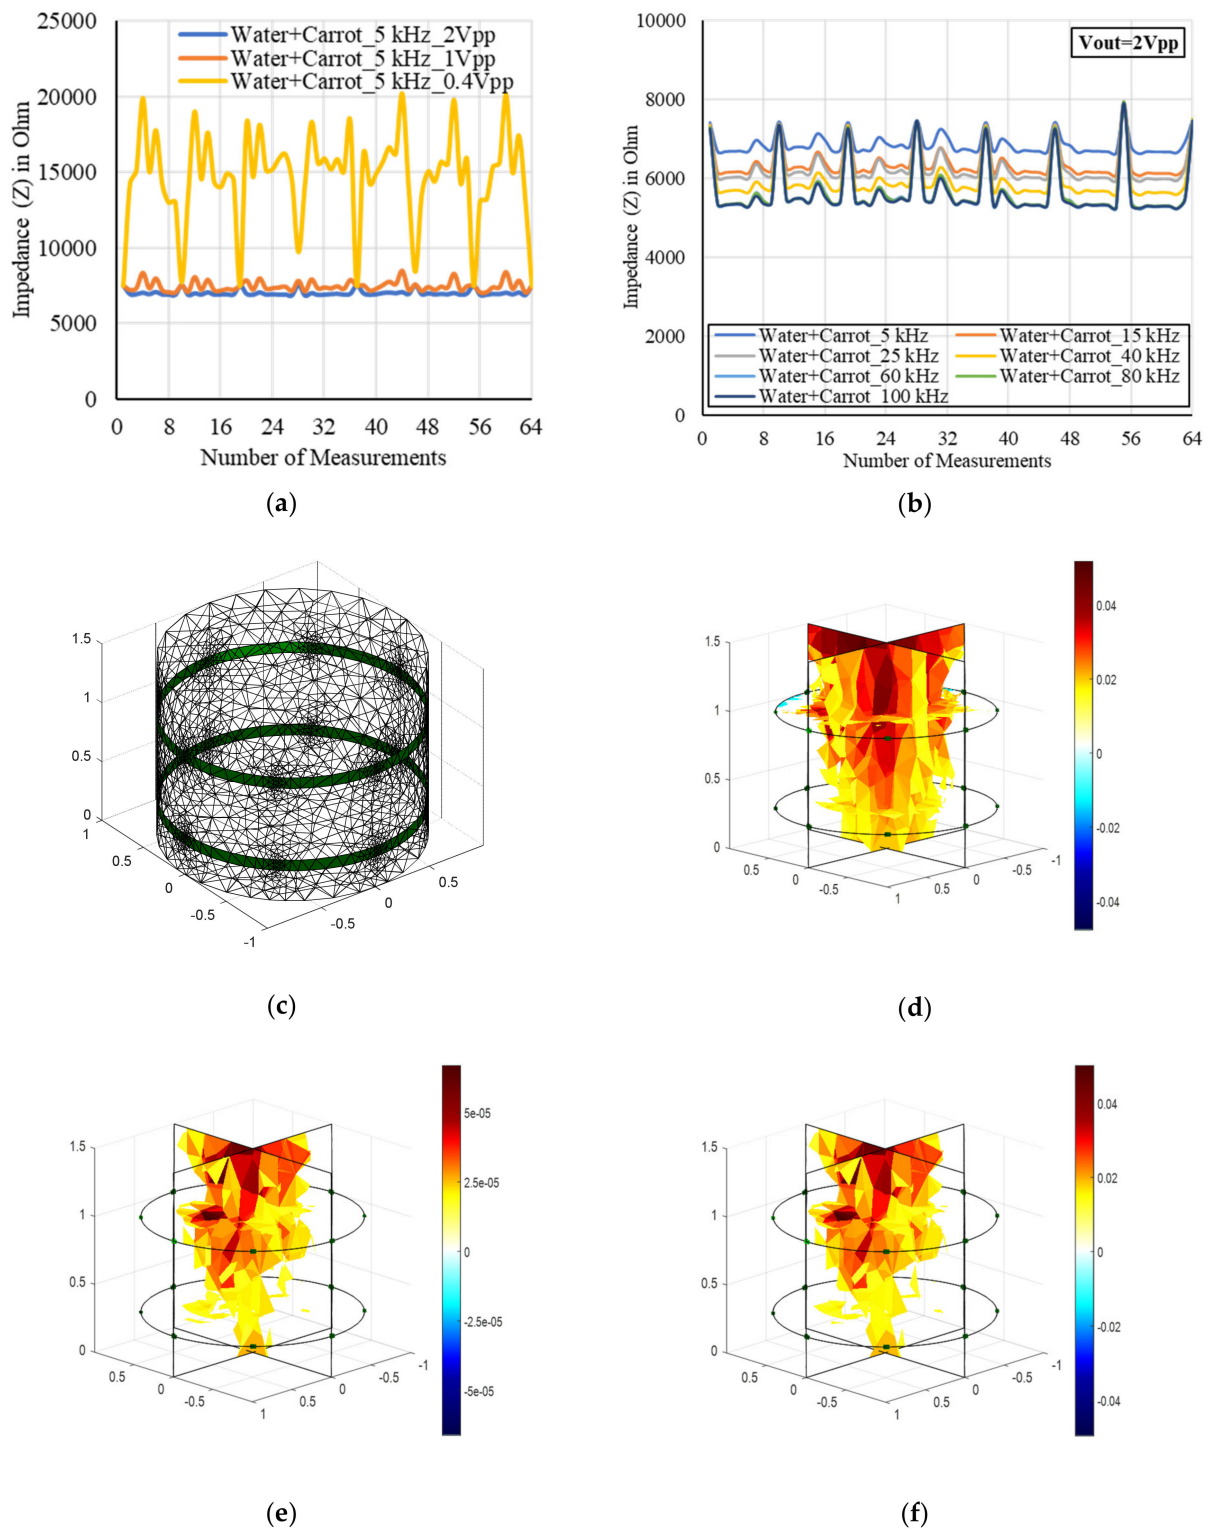 25000
20000
15000
10000
5000
0
Impedance (Z) in Ohm
Water+Carrot_5 kHz_2Vpp
Water+Carrot_5 kHz_1Vpp
Water+Carrot_5 kHz_0.4Vpp
0 8 16 24 32 40 48 56 64
Number of Measurements
(a)
10000
8000
6000
4000
2000
0
Impedance (Z) in Ohm
Vout=2Vpp
Water+Carrot_5 kHz Water+Carrot_15 kHz
Water+Carrot_25 kHz Water+Carrot_40 kHz
Water+Carrot_60 kHz Water+Carrot_80 kHz
Water+Carrot_100 kHz
0 8 16 24 32 40 48 56 64
Number of Measurements
(b)
1.5
1
0.5
0
1
0.5
0
-0.5
-1
-0.5
0
0.5
(c)
1.5
1
0.5
0
0.5 0 -0.5 1 0.5 0 -0.5 -1
0.04
0.02
0
-0.02
-0.04
(d)
1.5
1
0.5
0
0.5 0 -0.5 1 0.5 0 -0.5 -1
5e-05
2.5e-05
0
-2.5e-05
-5e-05
(e)
1.5
1
0.5
0
0.5 0 -0.5 1 0.5 0 -0.5 -1
0.04
0.02
0
-0.02
-0.04
(f)